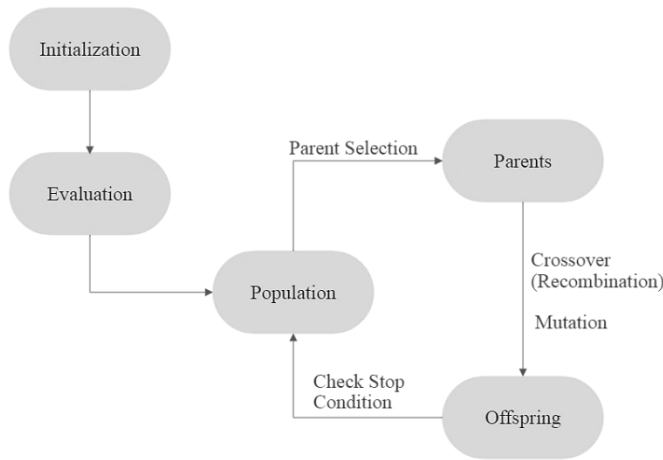 Initialization
Parent Selection
Parents
Evaluation
Crossover
(Recombination)
Population
Mutation
Check Stop
Condition
Offspring